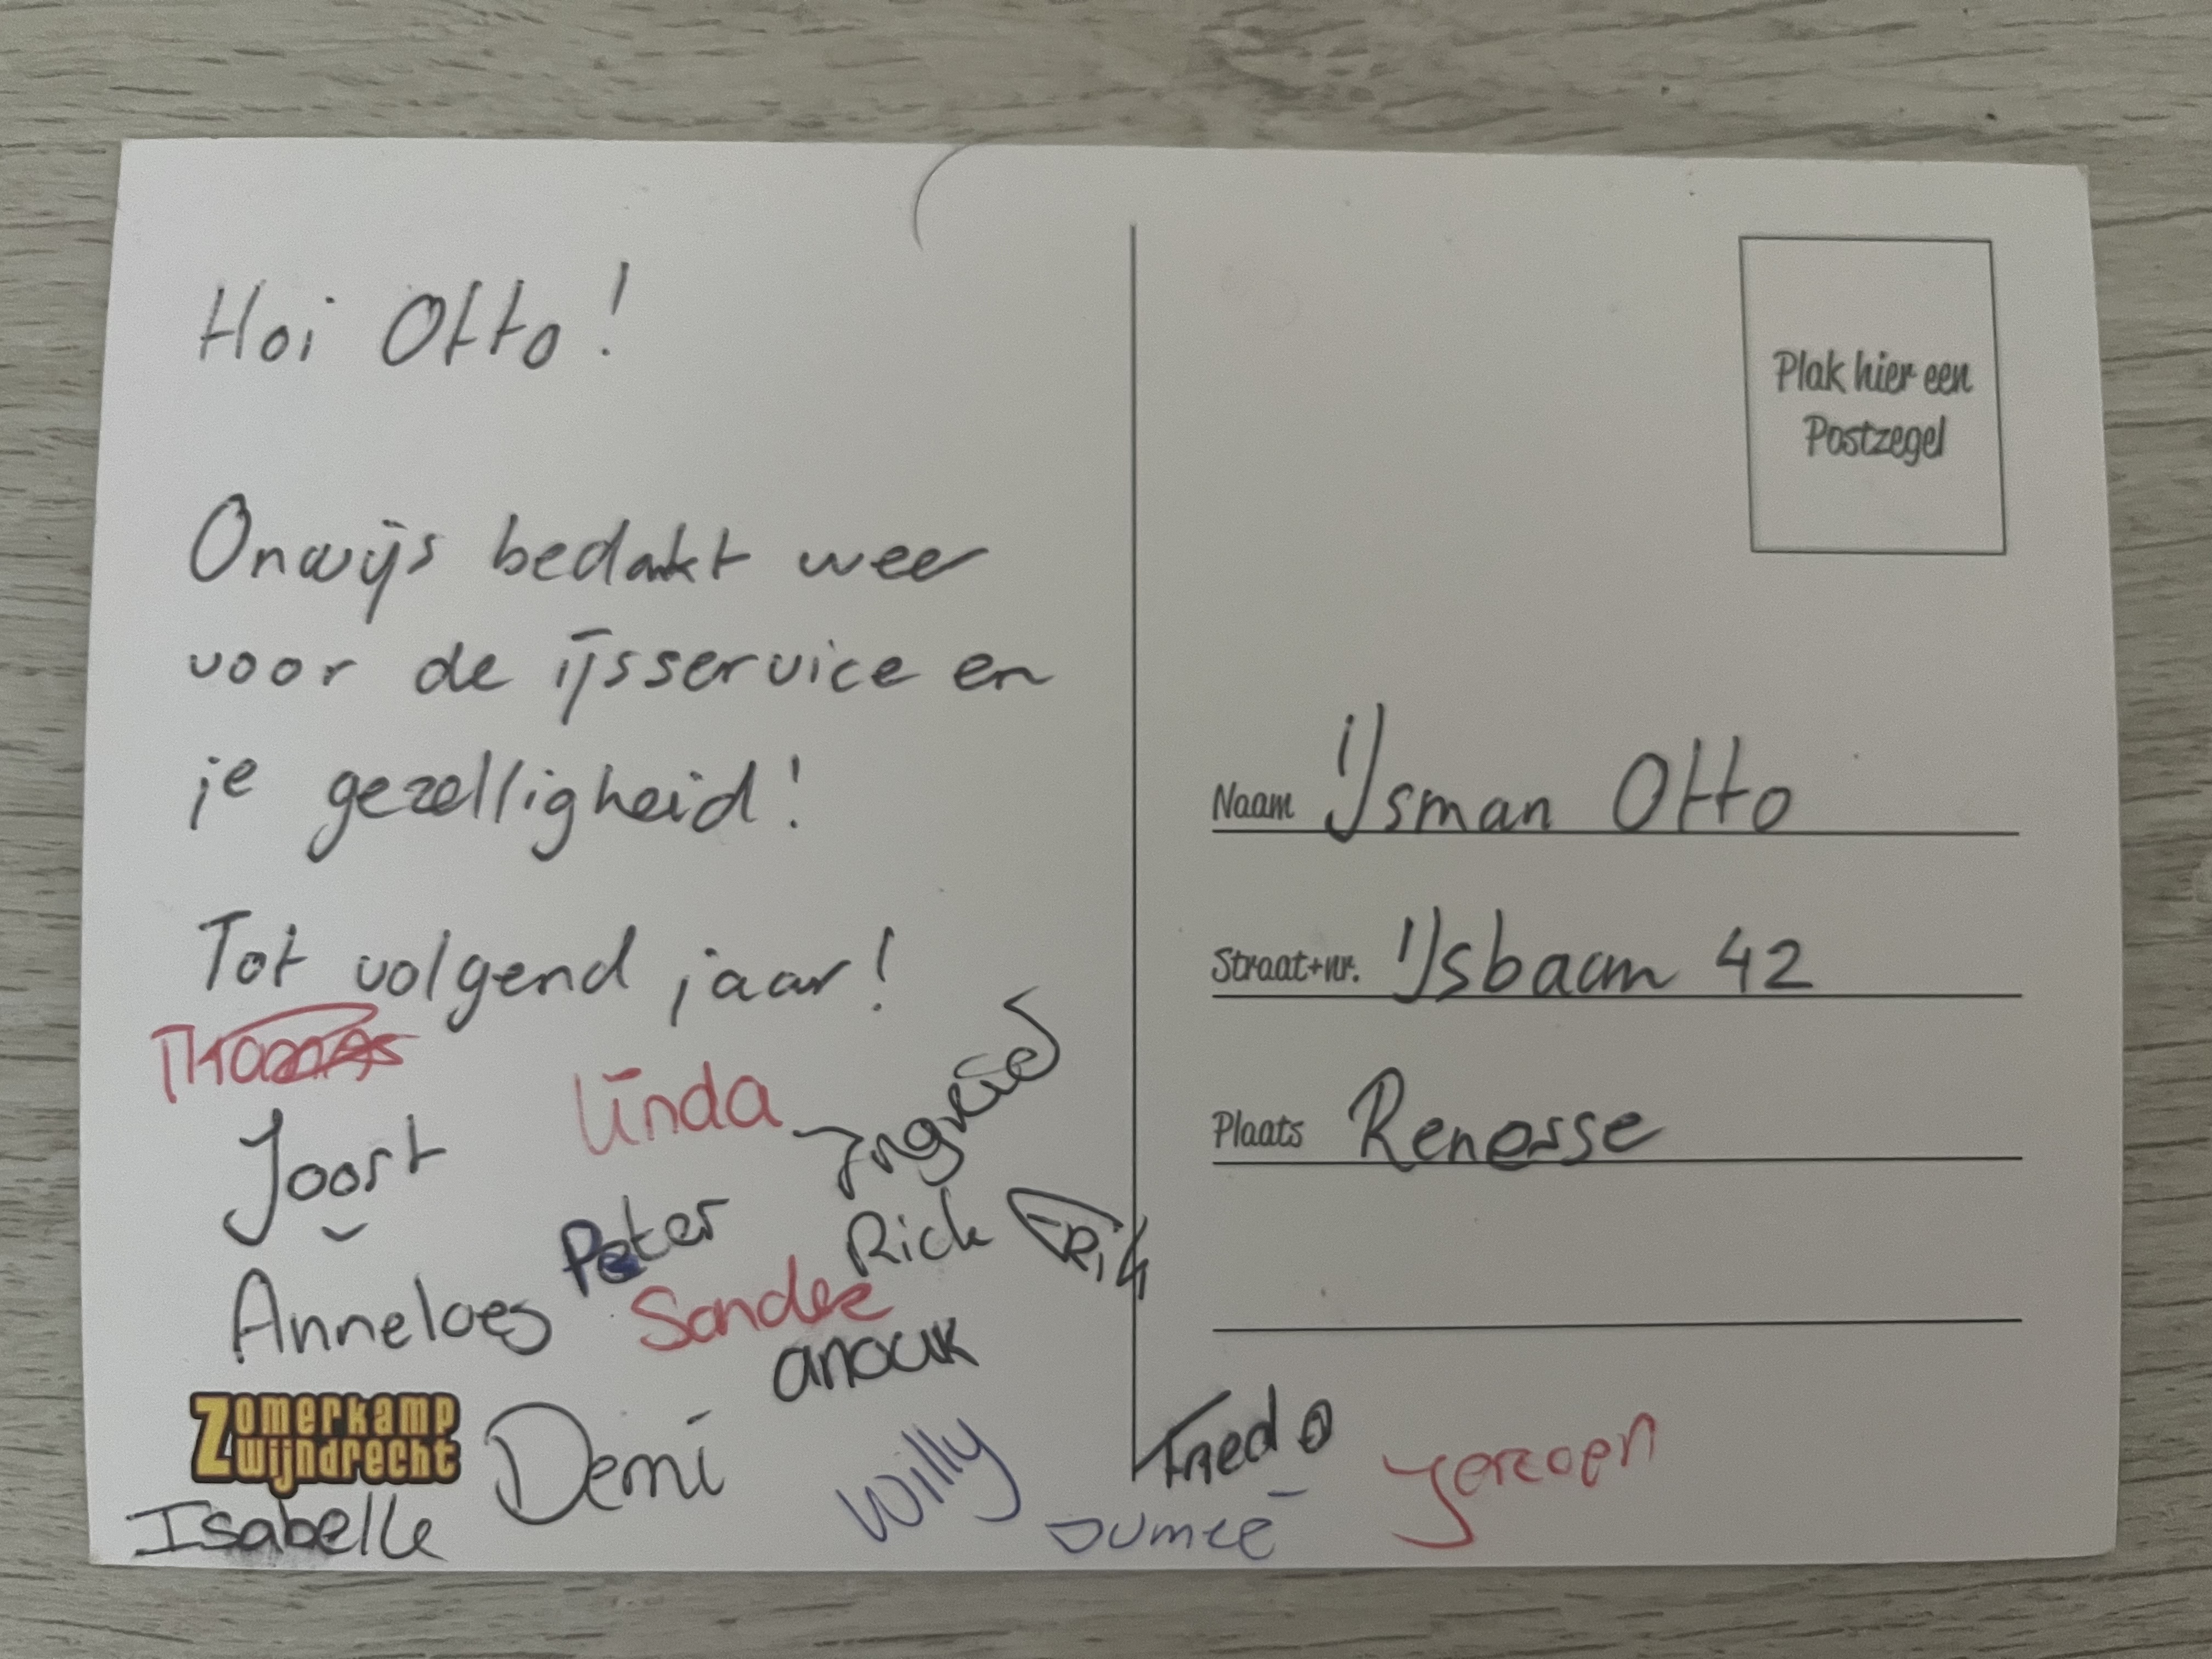 Hoi Otto!
Onwijs bedankt weer
voor de ijsservice en
je gezelligheid!
Tot volgend jaar!
Linda
Ingried
Joost
Peter
Rick
Erik
Anneloes
Sander
anouk
Zomerkamp
Zwijndrecht
Demi
Willy
Isabelle
Plak hier een
Postzegel
Naam IJsman Otto
Straat+nr. IJsbaan 42
Plaats Renesse
Fred
Jeroen